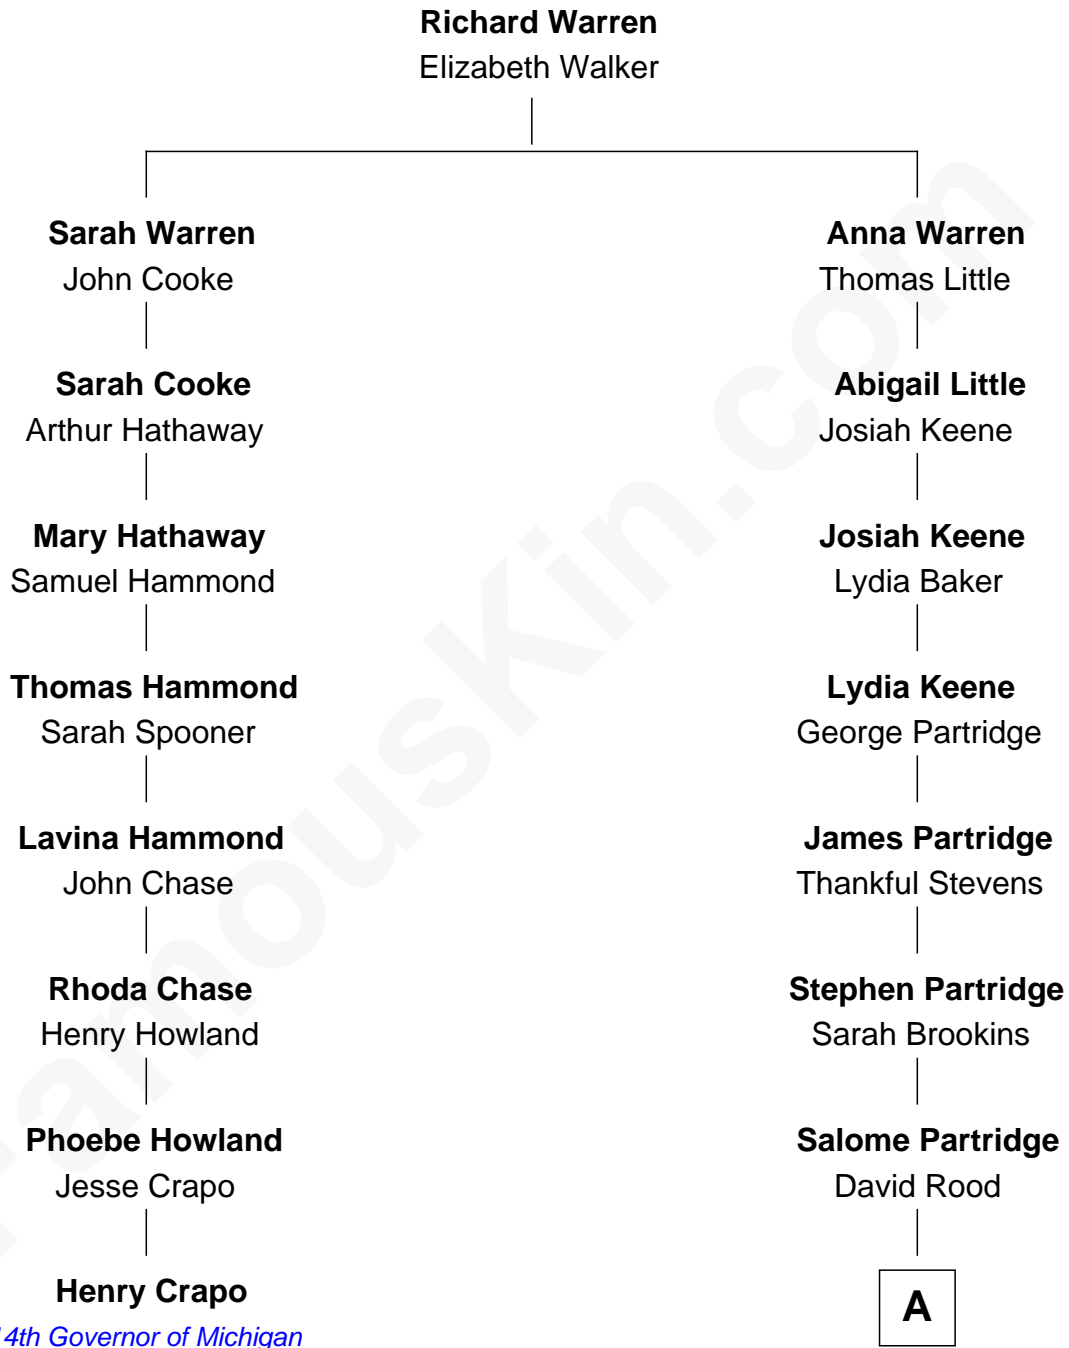 Richard Warren
Elizabeth Walker
Sarah Warren
John Cooke
Anna Warren
Thomas Little
Sarah Cooke
Arthur Hathaway
Abigail Little
Josiah Keene
Mary Hathaway
Samuel Hammond
Josiah Keene
Lydia Baker
Thomas Hammond
Sarah Spooner
Lydia Keene
George Partridge
Lavina Hammond
John Chase
James Partridge
Thankful Stevens
Rhoda Chase
Henry Howland
Stephen Partridge
Sarah Brookins
Phoebe Howland
Jesse Crapo
Salome Partridge
David Rood
Henry Crapo
4th Governor of Michigan
A
FamousKin.com